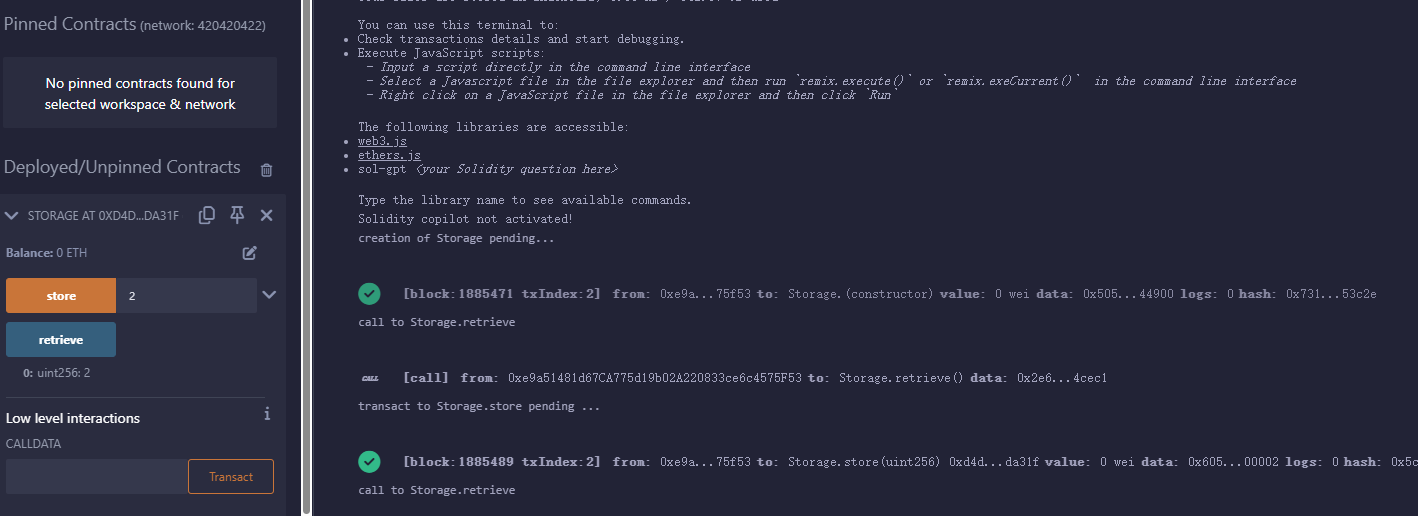 Pinned Contracts (network: 420420422)
No pinned contracts found for
selected workspace & network
Deployed/Unpinned Contracts
STORAGE AT 0XD4D...DA31F
Balance: 0 ETH
store 2
retrieve
0: uint256: 2
Low level interactions
i
CALLDATA
Transact
You can use this terminal to:
• Check transactions details and start debugging.
• Execute JavaScript scripts:
- Input a script directly in the command line interface
- Select a Javascript file in the file explorer and then run `remix.execute()` or `remix.exeCurrent()` in the command line interface
- Right click on a JavaScript file in the file explorer and then click `Run`
The following libraries are accessible:
• web3.js
• ethers.js
• sol-gpt <your Solidity question here>
Type the library name to see available commands.
Solidity copilot not activated!
creation of Storage pending...
[block:1885471 txIndex:2] from: 0xe9a...75f53 to: Storage.(constructor) value: 0 wei data: 0x505...44900 logs: 0 hash: 0x731...53c2e
call to Storage.retrieve
CALL [call] from: 0xe9a51481d67CA775d19b02A220833ce6c4575F53 to: Storage.retrieve() data: 0x2e6...4cec1
transact to Storage.store pending ...
[block:1885489 txIndex:2] from: 0xe9a...75f53 to: Storage.store(uint256) 0xd4d...da31f value: 0 wei data: 0x605...00002 logs: 0 hash: 0x5c
call to Storage.retrieve